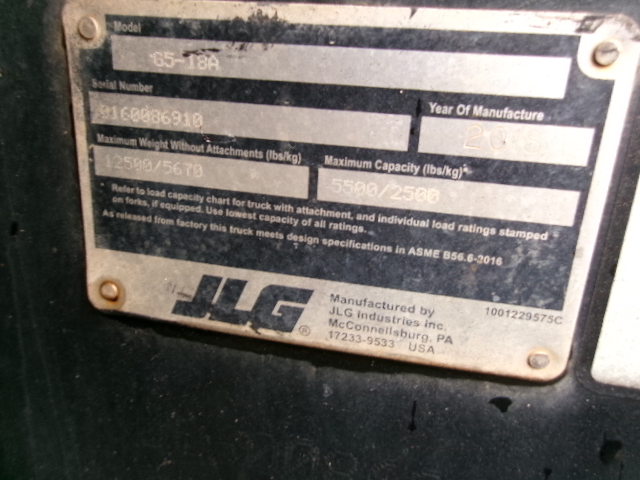 Model
G5-18A
Serial Number
0160086910
Year Of Manufacture
Maximum Weight Without Attachments (lbs/kg)
12500/5670
Maximum Capacity (lbs/kg)*
5500/2500
Refer to load capacity chart for truck with attachment, and individual load ratings stamped
on forks, if equipped. Use lowest capacity of all ratings.
As released from factory this truck meets design specifications in ASME B56.6-2016
JLG®
Manufactured by
JLG Industries Inc.
McConnellsburg, PA
17233-9533 USA
1001229575C